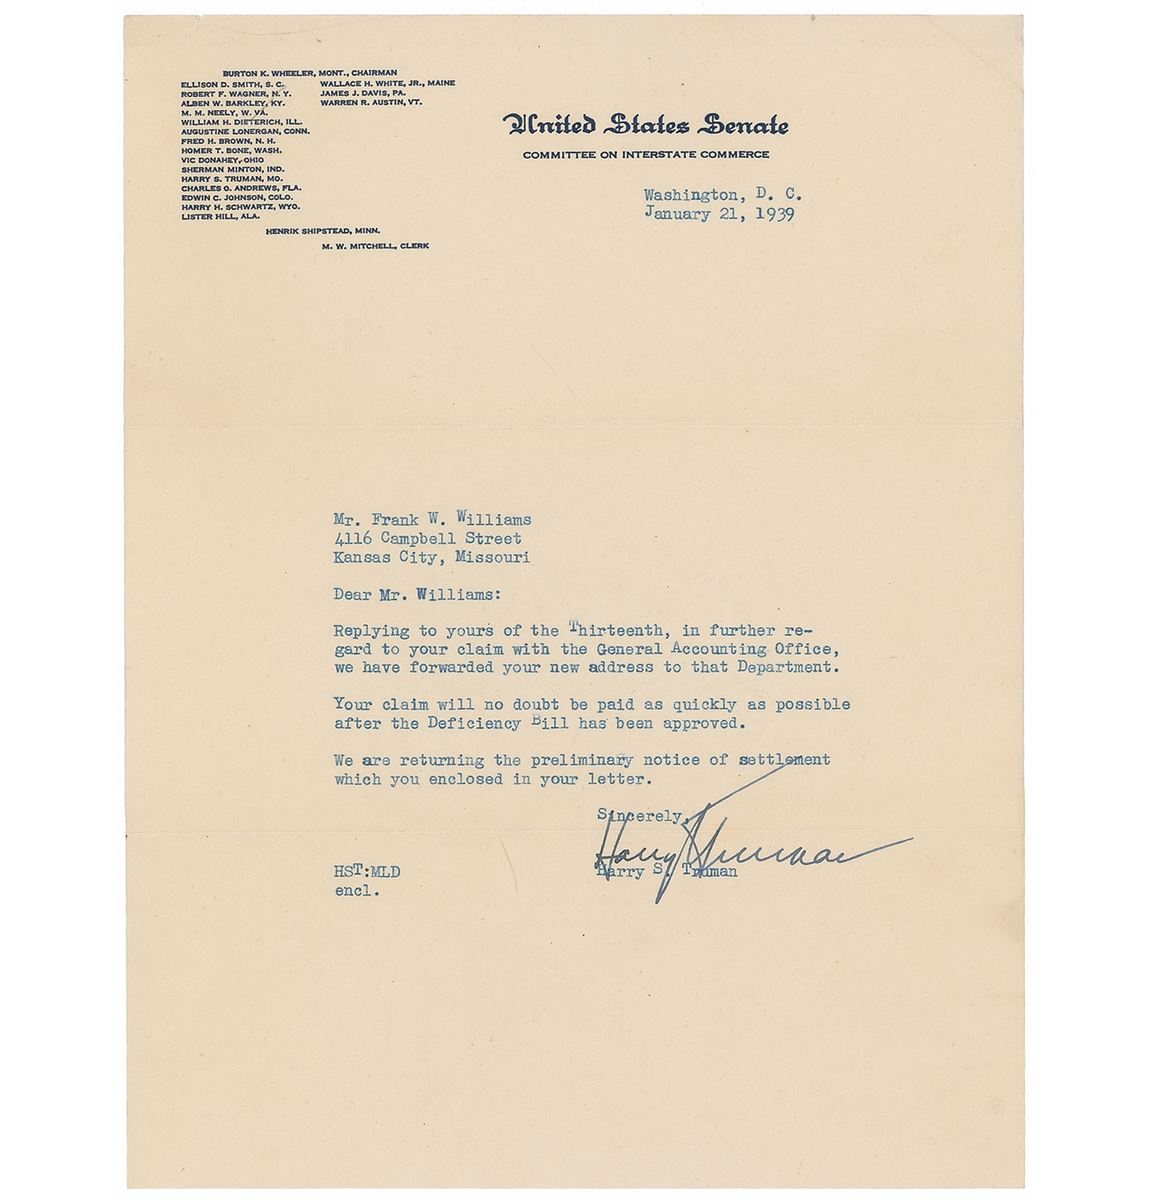 BURTON K. WHEELER, MONT., CHAIRMAN
ELLISON D. SMITH, S. C. WALLACE H. WHITE, JR., MAINE
ROBERT F. WAGNER, N. Y. JAMES J. DAVIS, PA.
ALBEN W. BARKLEY, KY. WARREN R. AUSTIN, VT.
M. M. NEELY, W. VA.
WILLIAM H. DIETERICH, ILL.
AUGUSTINE LONERGAN, CONN.
FRED H. BROWN, N. H.
HOMER T. BONE, WASH.
VIC DONAHEY, OHIO
SHERMAN MINTON, IND.
HARRY S. TRUMAN, MO.
CHARLES O. ANDREWS, FLA.
EDWIN C. JOHNSON, COLO.
HARRY H. SCHWARTZ, WYO.
LISTER HILL, ALA.
HENRIK SHIPSTEAD, MINN.
M. W. MITCHELL, CLERK
United States Senate
COMMITTEE ON INTERSTATE COMMERCE
Washington, D. C.
January 21, 1939
Mr. Frank W. Williams
4116 Campbell Street
Kansas City, Missouri
Dear Mr. Williams:
Replying to yours of the Thirteenth, in further re-
gard to your claim with the General Accounting Office,
we have forwarded your new address to that Department.
Your claim will no doubt be paid as quickly as possible
after the Deficiency Bill has been approved.
We are returning the preliminary notice of settlement
which you enclosed in your letter.
Sincerely,
Harry S Truman
Harry S. Truman
HST:MLD
encl.